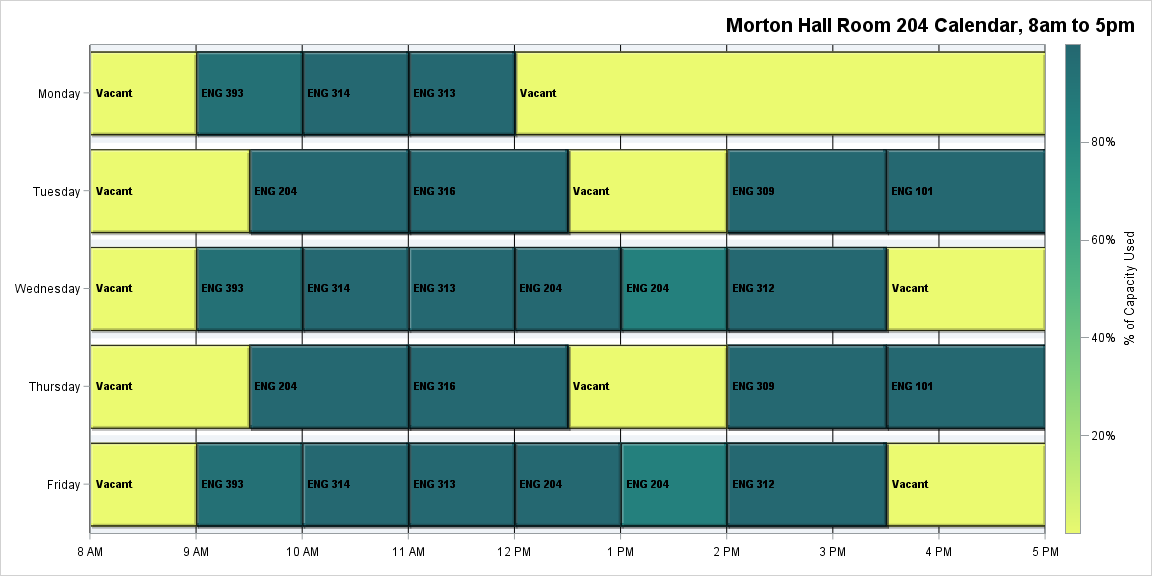 Morton Hall Room 204 Calendar, 8am to 5pm
Monday
Vacant
ENG 393
ENG 314
ENG 313
Vacant
Tuesday
Vacant
ENG 204
ENG 316
Vacant
ENG 309
ENG 101
Wednesday
Vacant
ENG 393
ENG 314
ENG 313
ENG 204
ENG 204
ENG 312
Vacant
Thursday
Vacant
ENG 204
ENG 316
Vacant
ENG 309
ENG 101
Friday
Vacant
ENG 393
ENG 314
ENG 313
ENG 204
ENG 204
ENG 312
Vacant
8 AM
9 AM
10 AM
11 AM
12 PM
1 PM
2 PM
3 PM
4 PM
5 PM
80%
60%
40%
20%
% of Capacity Used